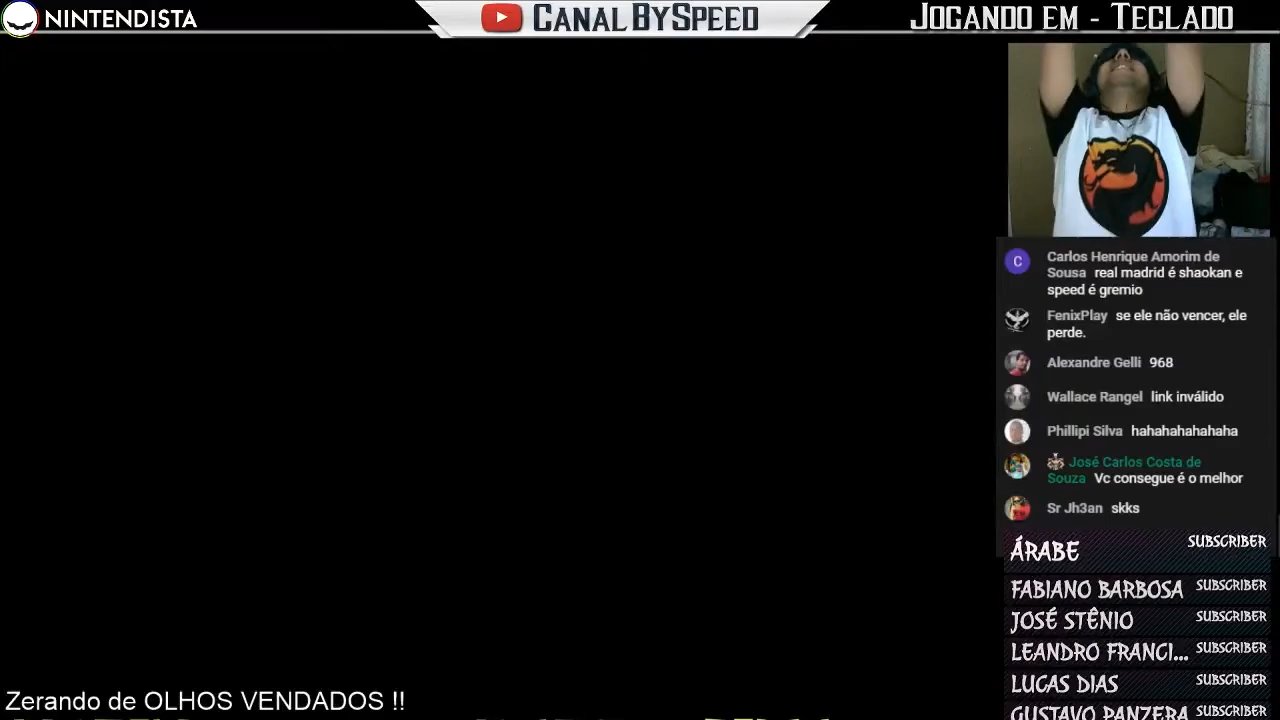 NINTENDISTA
CANAL BYSPEED
JOGANDO EM - TECLADO
C
Carlos Henrique Amorim de
Sousa real madrid é shaokan e
speed é gremio
FenixPlay se ele não vencer, ele
perde.
Alexandre Gelli 968
Wallace Rangel link inválido
Phillipi Silva hahahahahahaha
José Carlos Costa de
Souza Vc consegue é o melhor
Sr Jh3an skks
ÁRABE SUBSCRIBER
FABIANO BARBOSA SUBSCRIBER
JOSÉ STÊNIO SUBSCRIBER
LEANDRO FRANCI... SUBSCRIBER
LUCAS DIAS SUBSCRIBER
GUSTAVO PANZERA SUBSCRIBER
Zerando de OLHOS VENDADOS !!